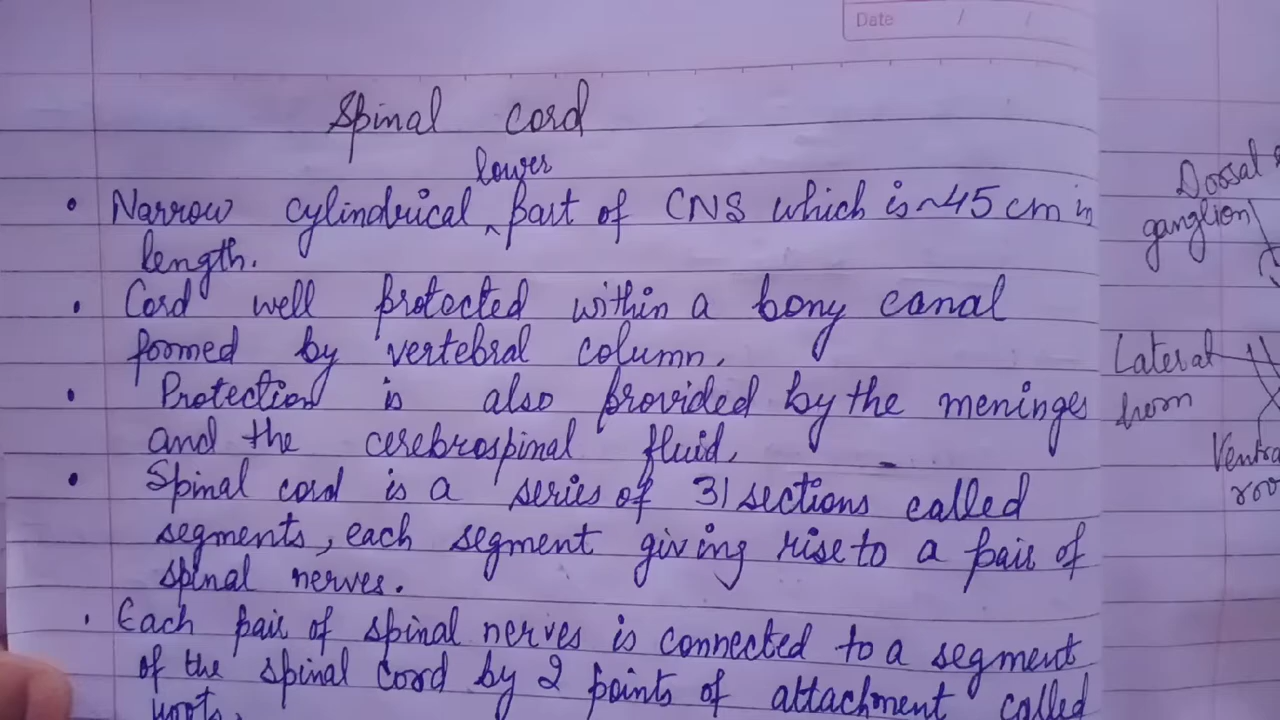 Date / /
Spinal cord
lower
• Narrow cylindrical ^ part of CNS which is ~45 cm in
length.
• Cord well protected within a bony canal
formed by vertebral column.
• Protection is also provided by the meninges
and the cerebrospinal fluid.
• Spinal cord is a series of 31 sections called
segments, each segment giving rise to a pair of
spinal nerves.
• Each pair of spinal nerves is connected to a segment
of the spinal cord by 2 points of attachment called
roots.
Dorsal
ganglion
Lateral
horn
Ventra
roo